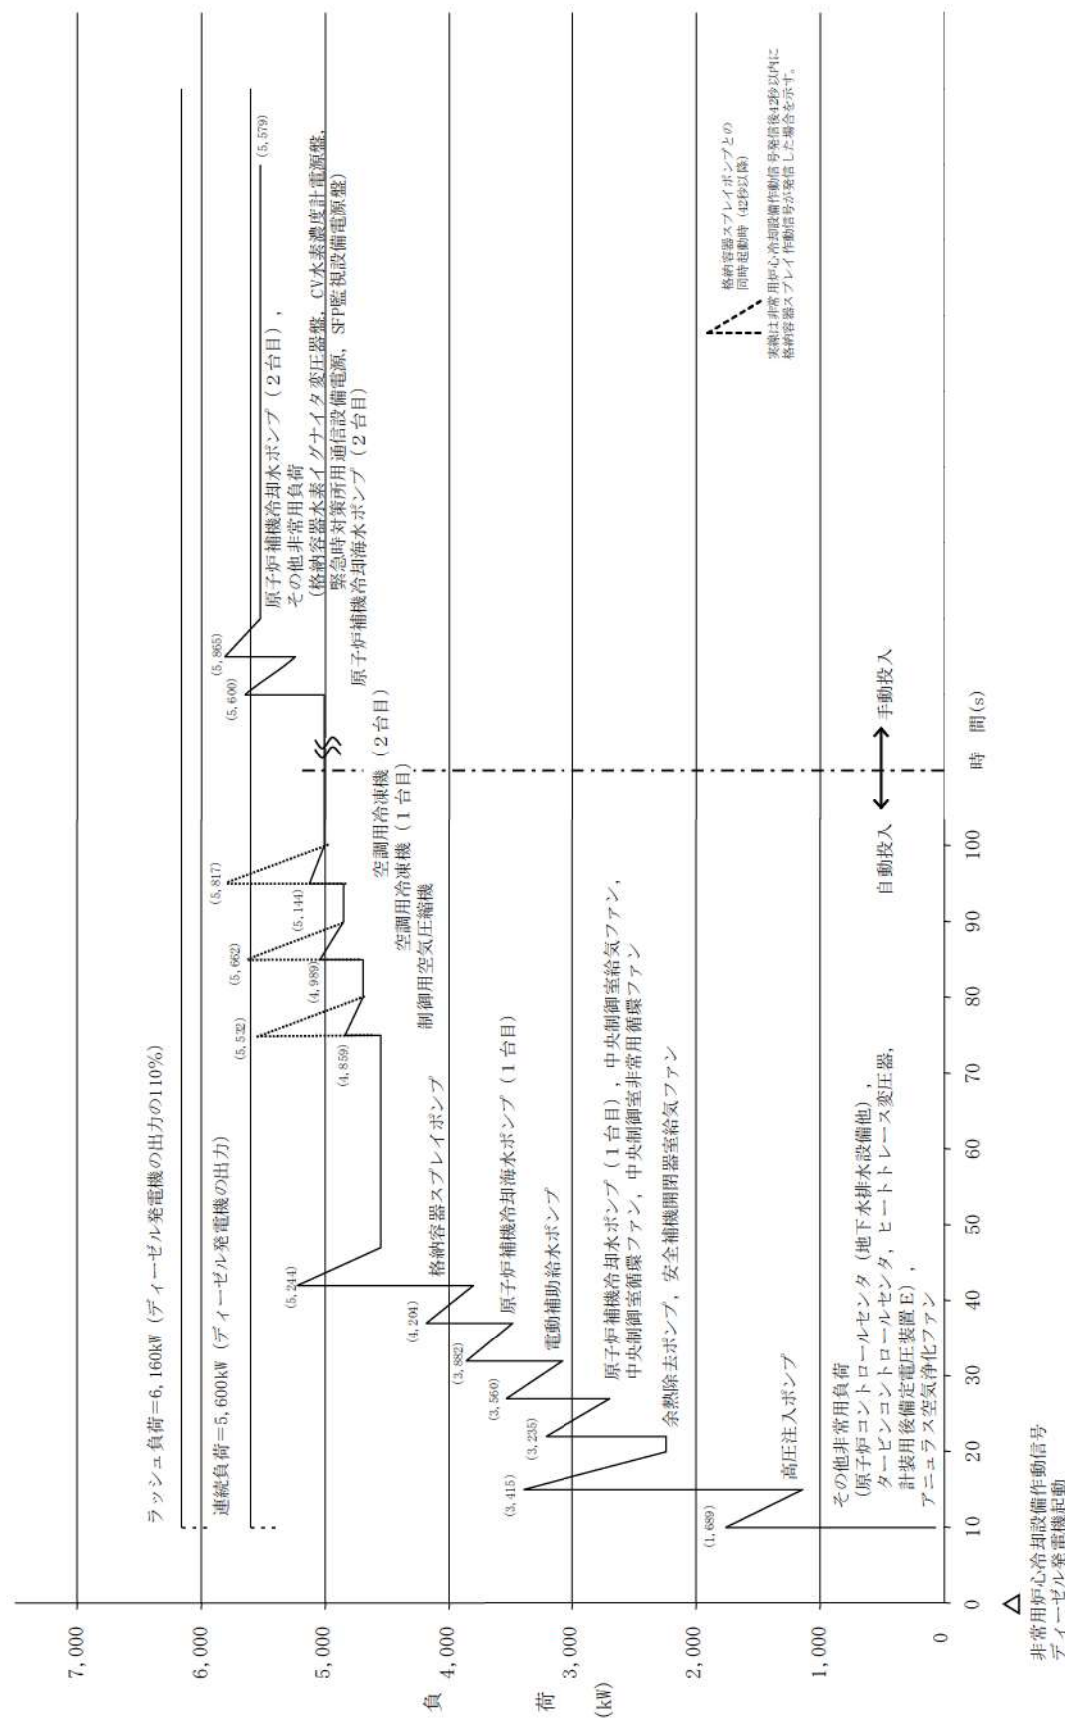 7,000
6,000
5,000
4,000
3,000
2,000
1,000
0
負
荷
(kW)
ラッシュ負荷=6,160kW (ディーゼル発電機の出力の110%)
連続負荷=5,600kW (ディーゼル発電機の出力)
(1,689)
(3,415)
(3,235)
(3,560)
(3,882)
(4,204)
(5,244)
(5,532)
(4,859)
(5,662)
(4,989)
(5,817)
(5,144)
(5,600)
(5,865)
(5,579)
その他非常用負荷
(原子炉コントロールセンタ (地下水排水設備他),
タービンコントロールセンタ, ヒートトレース変圧器,
計装用後備定電圧装置E),
アニュラス空気浄化ファン
高圧注入ポンプ
余熱除去ポンプ, 安全補機開閉器室給気ファン
原子炉補機冷却水ポンプ (1台目), 中央制御室給気ファン,
中央制御室循環ファン, 中央制御室非常用循環ファン
電動補助給水ポンプ
原子炉補機冷却海水ポンプ (1台目)
格納容器スプレイポンプ
制御用空気圧縮機
空調用冷凍機 (1台目)
空調用冷凍機 (2台目)
原子炉補機冷却水ポンプ (2台目),
その他非常用負荷
(格納容器水素イグナイタ変圧器盤, CV水素濃度計電源盤,
緊急時対策所用通信設備電源, SFP監視設備電源盤)
原子炉補機冷却海水ポンプ (2台目)
格納容器スプレイポンプとの
同時起動時 (42秒以降)
実線は非常用炉心冷却設備作動信号発信後42秒以内に
格納容器スプレイ作動信号が発信した場合を示す。
自動投入
手動投入
0
10
20
30
40
50
60
70
80
90
100
時 間(s)
△
非常用炉心冷却設備作動信号
ディーゼル発電機起動